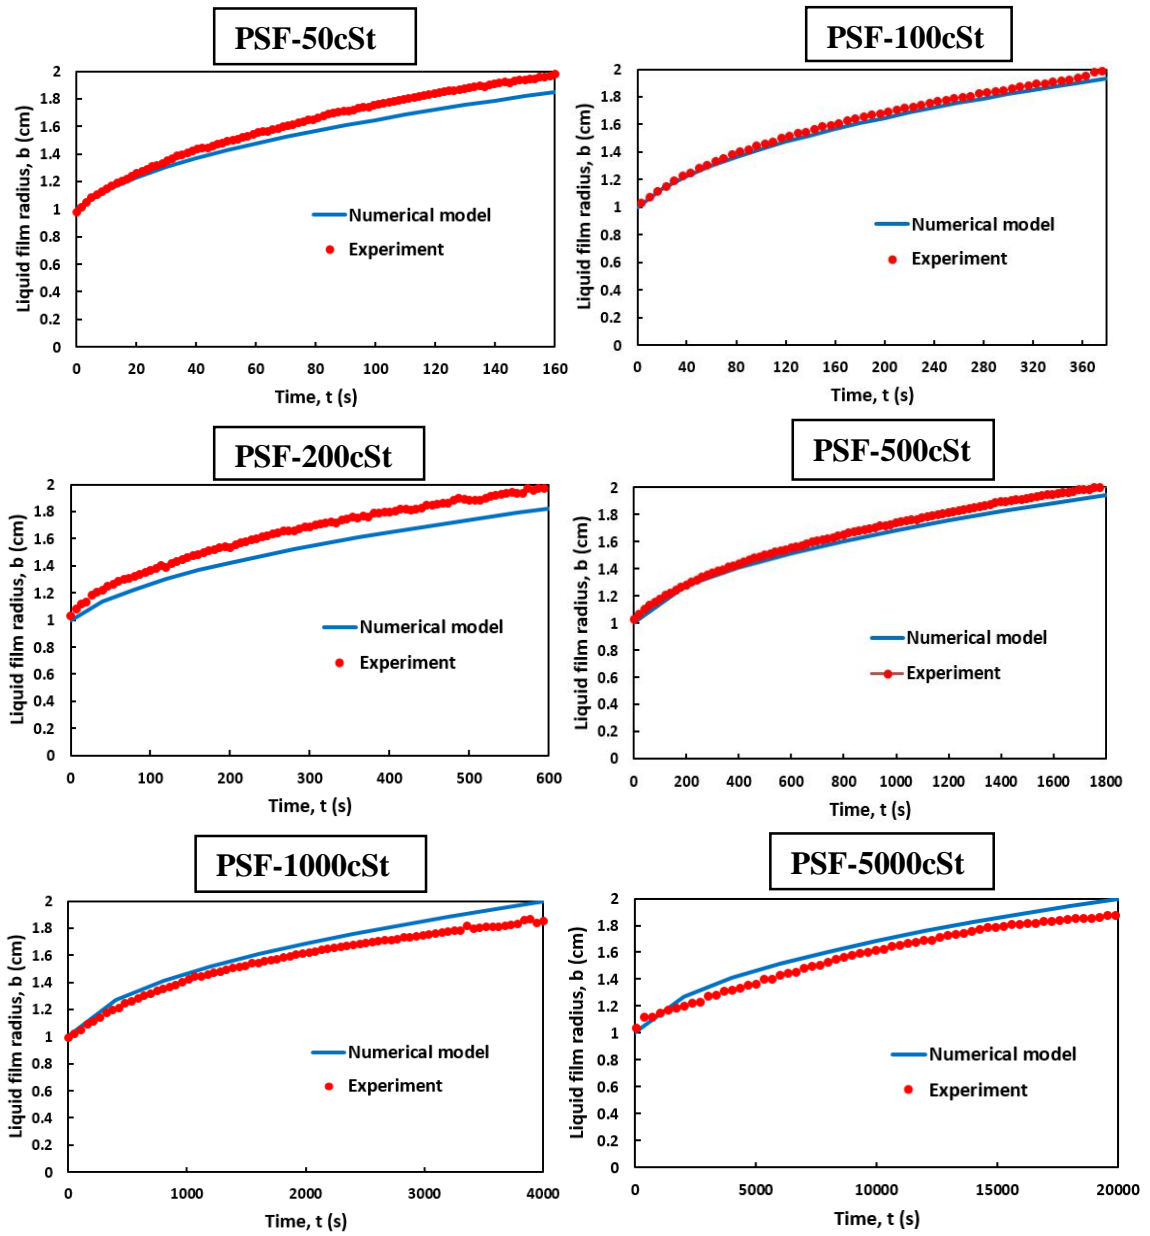 PSF-50cSt
PSF-100cSt
Liquid film radius, b (cm)
2
1.8
1.6
1.4
1.2
1
0.8
0.6
0.4
0.2
0
Numerical model
Experiment
0 20 40 60 80 100 120 140 160
Time, t (s)
Liquid film radius, b (cm)
2
1.8
1.6
1.4
1.2
1
0.8
0.6
0.4
0.2
0
Numerical model
Experiment
0 40 80 120 160 200 240 280 320 360
Time, t (s)
PSF-200cSt
PSF-500cSt
Liquid film radius, b (cm)
2
1.8
1.6
1.4
1.2
1
0.8
0.6
0.4
0.2
0
Numerical model
Experiment
0 100 200 300 400 500 600
Time, t (s)
Liquid film radius, b (cm)
2
1.8
1.6
1.4
1.2
1
0.8
0.6
0.4
0.2
0
Numerical model
Experiment
0 200 400 600 800 1000 1200 1400 1600 1800
Time, t (s)
PSF-1000cSt
PSF-5000cSt
Liquid film radius, b (cm)
2
1.8
1.6
1.4
1.2
1
0.8
0.6
0.4
0.2
0
Numerical model
Experiment
0 1000 2000 3000 4000
Time, t (s)
Liquid film radius, b (cm)
2
1.8
1.6
1.4
1.2
1
0.8
0.6
0.4
0.2
0
Numerical model
Experiment
0 5000 10000 15000 20000
Time, t (s)